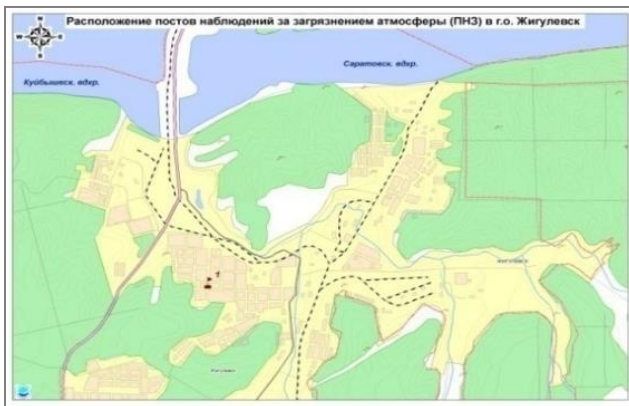 Расположение постов наблюдений за загрязнением атмосферы (ПНЗ) в г.о. Жигулевск
Саратовск. вдхр.
Куйбышевск. вдхр.